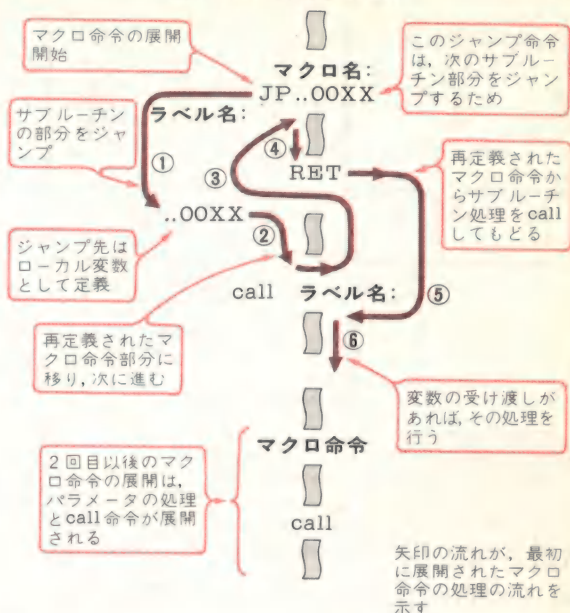 マクロ命令の展開
開始
このジャンプ命令
は，次のサブルー
チン部分をジャン
プするため
マクロ名：
JP..00XX
サブルーチン
の部分をジャ
ンプ
ラベル名：
①
③
④
RET
再定義された
マクロ命令か
らサブルーチ
ン処理をcall
してもどる
..00XX
②
ジャンプ先は
ローカル変数
として定義
call ラベル名：
⑤
再定義されたマ
クロ命令部分に
移り，次に進む
⑥
変数の受け渡しが
あれば，その処理を
行う
マクロ命令
2回目以後のマク
ロ命令の展開は，
パラメータの処理
とcall命令が展開
される
call
矢印の流れが，最初
に展開されたマクロ
命令の処理の流れを
示す